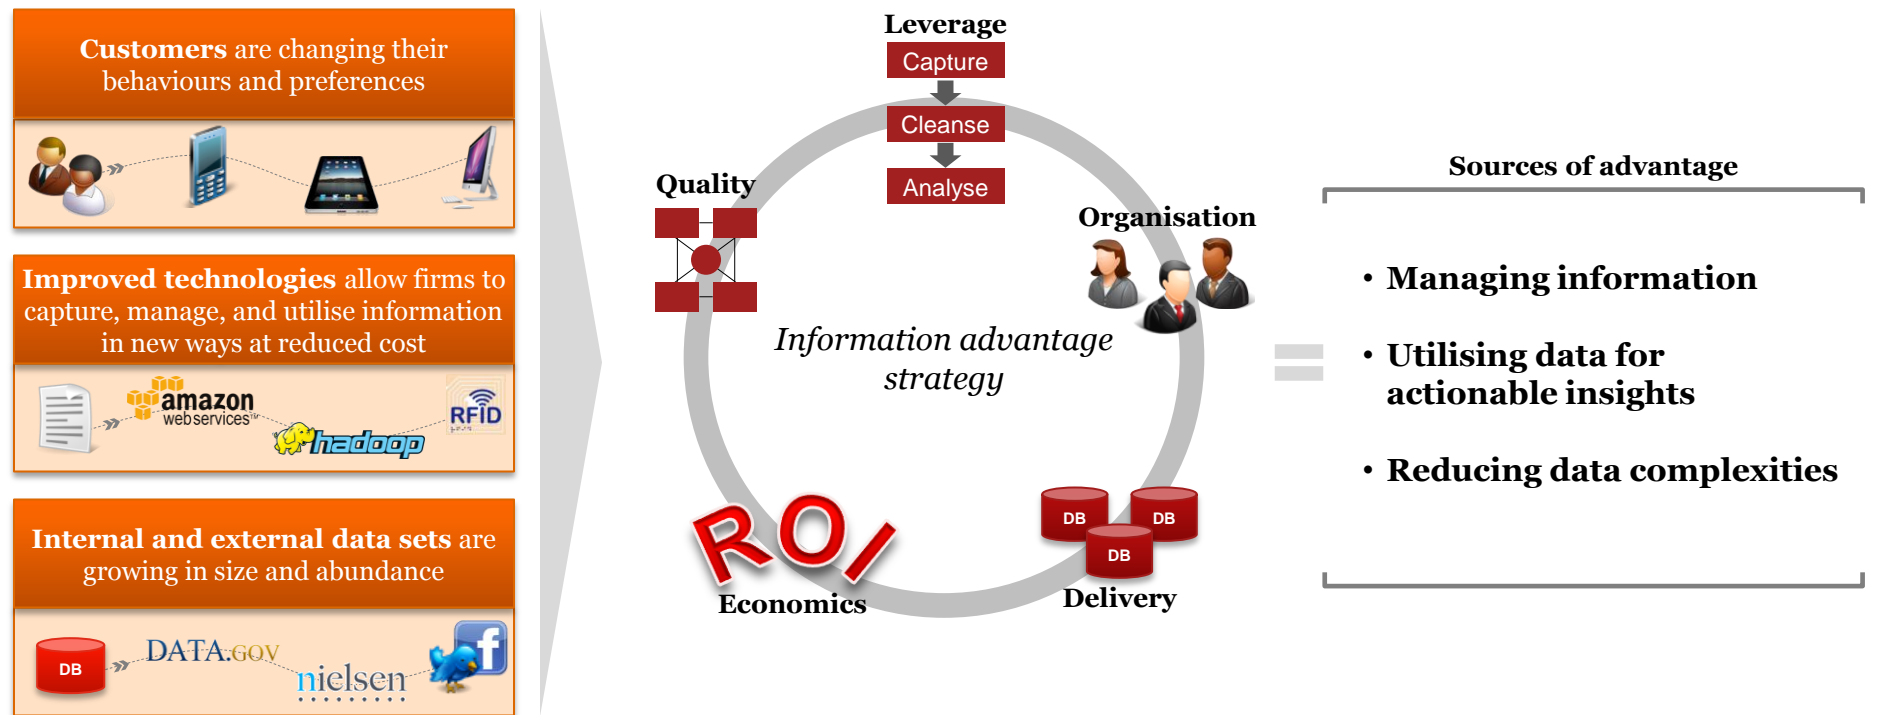 Customers are changing their
behaviours and preferences
Improved technologies allow firms to
capture, manage, and utilise information
in new ways at reduced cost
amazon
webservices™
hadoop
RFID
Internal and external data sets are
growing in size and abundance
DB
DATA.GOV
nielsen
f
Leverage
Capture
Cleanse
Analyse
Quality
Organisation
Information advantage
strategy
ROI
Economics
DB
DB
DB
Delivery
Sources of advantage
• Managing information
• Utilising data for
actionable insights
• Reducing data complexities